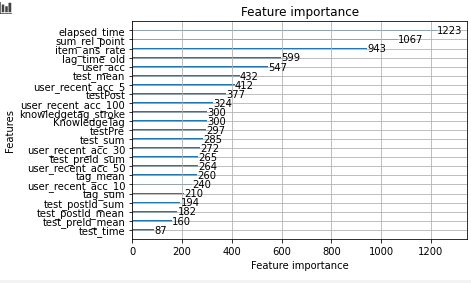 Feature importance
elapsed_time 1223
sum_rel_point 1067
item_ans_rate 943
lag_time_old 599
user_acc 547
test_mean 432
user_recent_acc_5 412
testPost 377
user_recent_acc_100 324
knowledgetag_stroke 300
KnowledgeTag 300
testPre 297
test_sum 285
user_recent_acc_30 272
test_preId_sum 265
user_recent_acc_50 264
tag_mean 260
user_recent_acc_10 240
tag_sum 210
test_postId_sum 194
test_postId_mean 182
test_preId_mean 160
test_time 87
0 200 400 600 800 1000 1200
Feature importance
Features